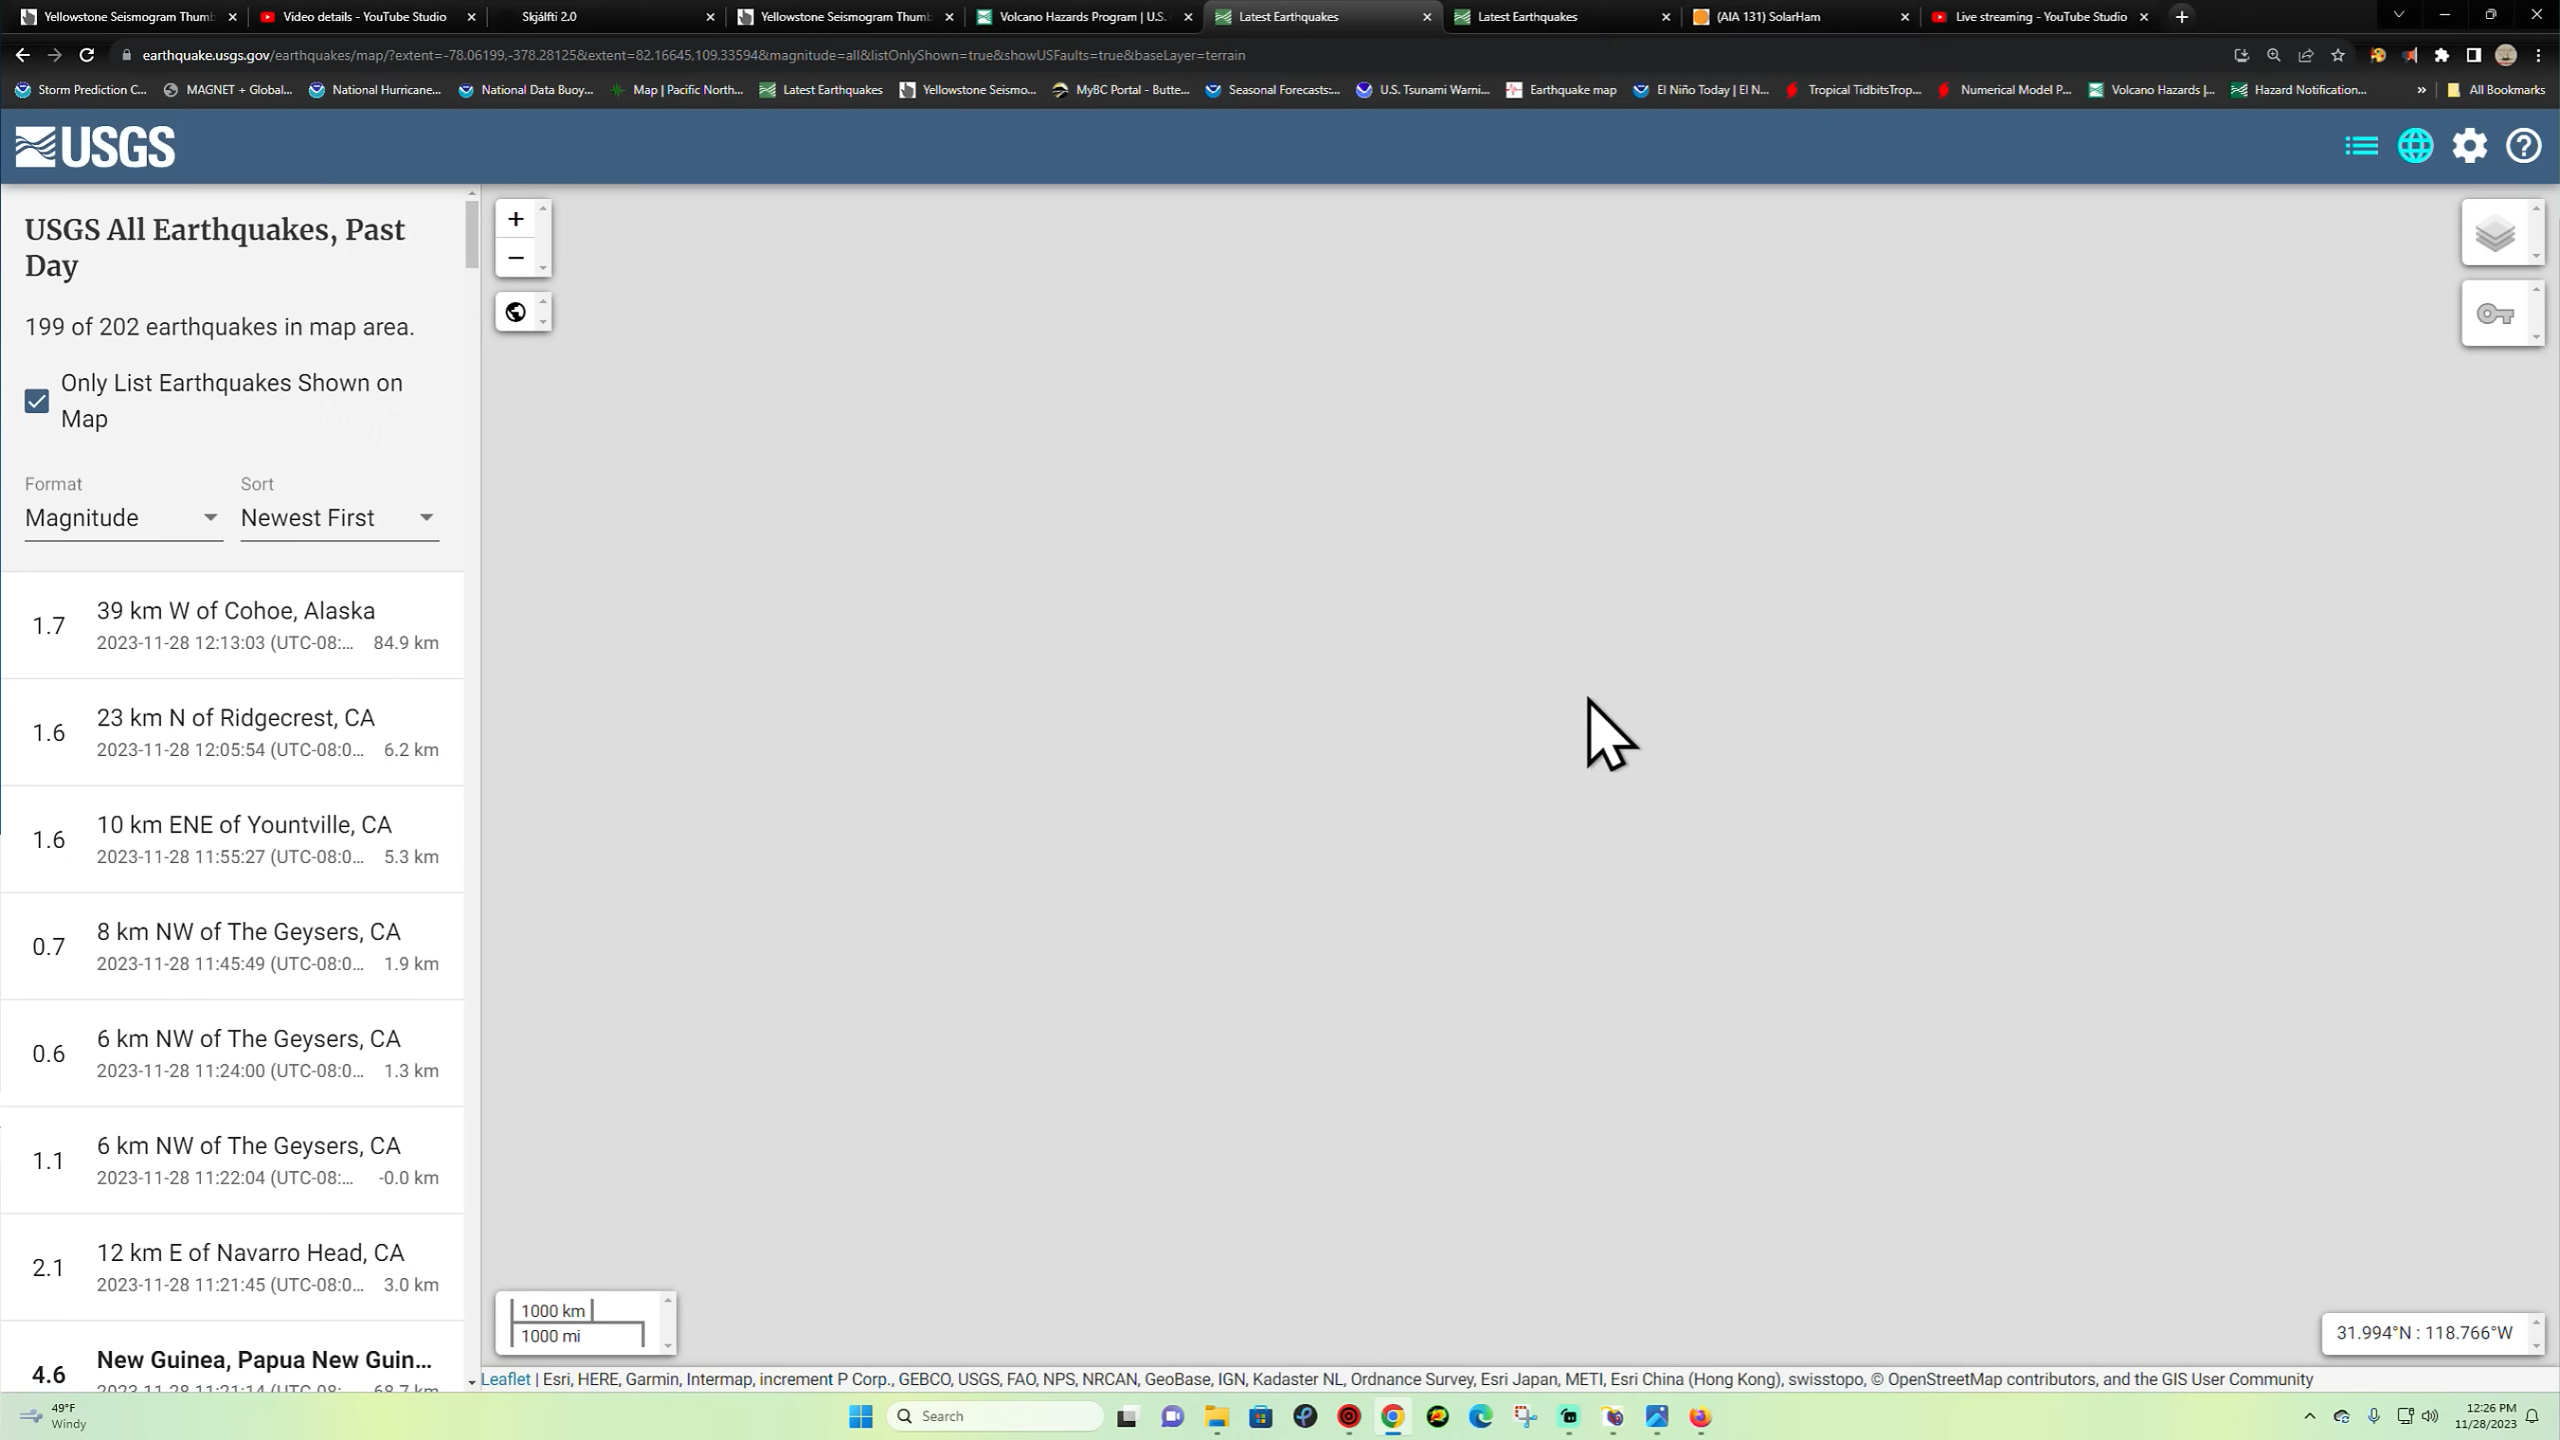 Yellowstone Seismogram Thumb
Video details - YouTube Studio
Skjálfti 2.0
Yellowstone Seismogram Thumb
Volcano Hazards Program | U.S.
Latest Earthquakes
Latest Earthquakes
(AIA 131) SolarHam
Live streaming - YouTube Studio
earthquake.usgs.gov/earthquakes/map/?extent=-78.06199,-378.28125&extent=82.16645,109.33594&magnitude=all&listOnlyShown=true&showUSFaults=true&baseLayer=terrain
Storm Prediction C...
MAGNET + Global...
National Hurricane...
National Data Buoy...
Map | Pacific North...
Latest Earthquakes
Yellowstone Seismo...
MyBC Portal - Butte...
Seasonal Forecasts:...
U.S. Tsunami Warni...
Earthquake map
El Niño Today | El N...
Tropical TidbitsTrop...
Numerical Model P...
Volcano Hazards |...
Hazard Notification...
»
All Bookmarks
USGS
USGS All Earthquakes, Past
Day
199 of 202 earthquakes in map area.
Only List Earthquakes Shown on
Map
Format
Sort
Magnitude
Newest First
1.7
39 km W of Cohoe, Alaska
2023-11-28 12:13:03 (UTC-08:... 84.9 km
1.6
23 km N of Ridgecrest, CA
2023-11-28 12:05:54 (UTC-08:0... 6.2 km
1.6
10 km ENE of Yountville, CA
2023-11-28 11:55:27 (UTC-08:0... 5.3 km
0.7
8 km NW of The Geysers, CA
2023-11-28 11:45:49 (UTC-08:0... 1.9 km
0.6
6 km NW of The Geysers, CA
2023-11-28 11:24:00 (UTC-08:0... 1.3 km
1.1
6 km NW of The Geysers, CA
2023-11-28 11:22:04 (UTC-08:... -0.0 km
2.1
12 km E of Navarro Head, CA
2023-11-28 11:21:45 (UTC-08:0... 3.0 km
4.6
New Guinea, Papua New Guin...
2023-11-28 11:21:14 (UTC-08:... 68.7 km
+
−
1000 km
1000 mi
31.994°N : 118.766°W
Leaflet | Esri, HERE, Garmin, Intermap, increment P Corp., GEBCO, USGS, FAO, NPS, NRCAN, GeoBase, IGN, Kadaster NL, Ordnance Survey, Esri Japan, METI, Esri China (Hong Kong), swisstopo, © OpenStreetMap contributors, and the GIS User Community
49°F
Windy
Search
12:26 PM
11/28/2023